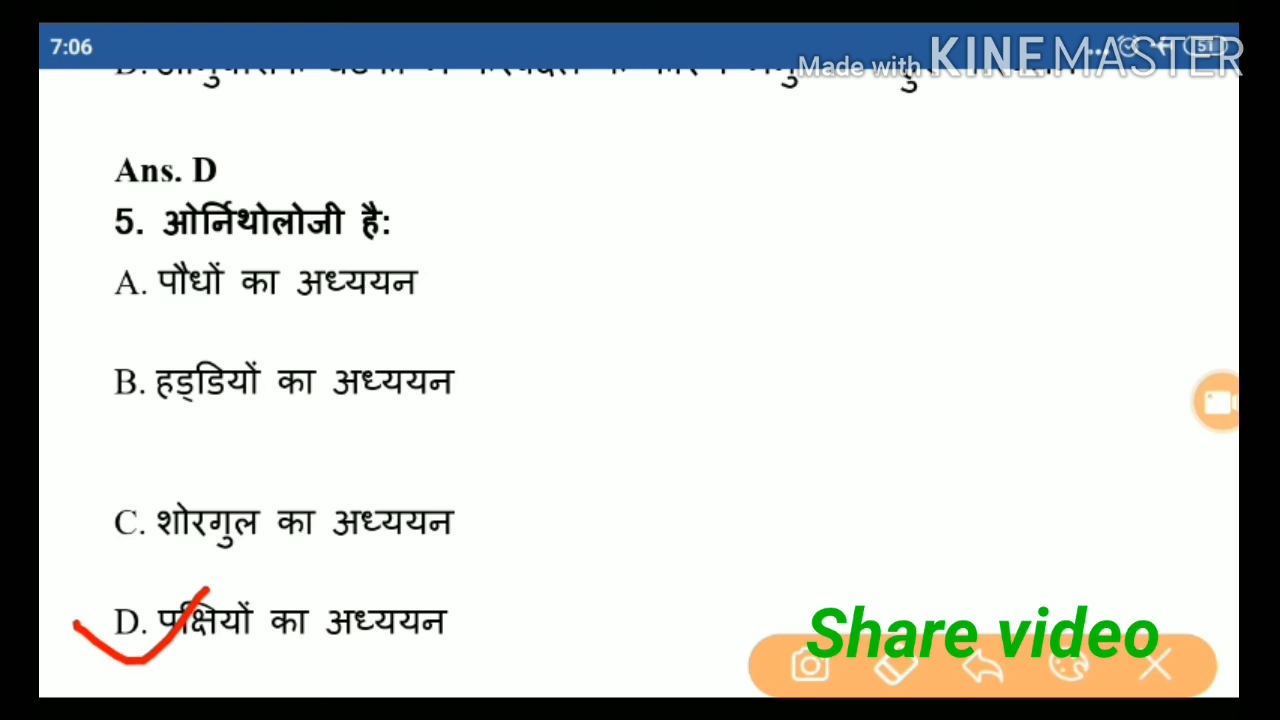 7:06
Made with KINEMASTER
Ans. D
5. ओर्निथोलोजी है:
A. पौधों का अध्ययन
B. हड्डियों का अध्ययन
C. शोरगुल का अध्ययन
D. पक्षियों का अध्ययन
Share video